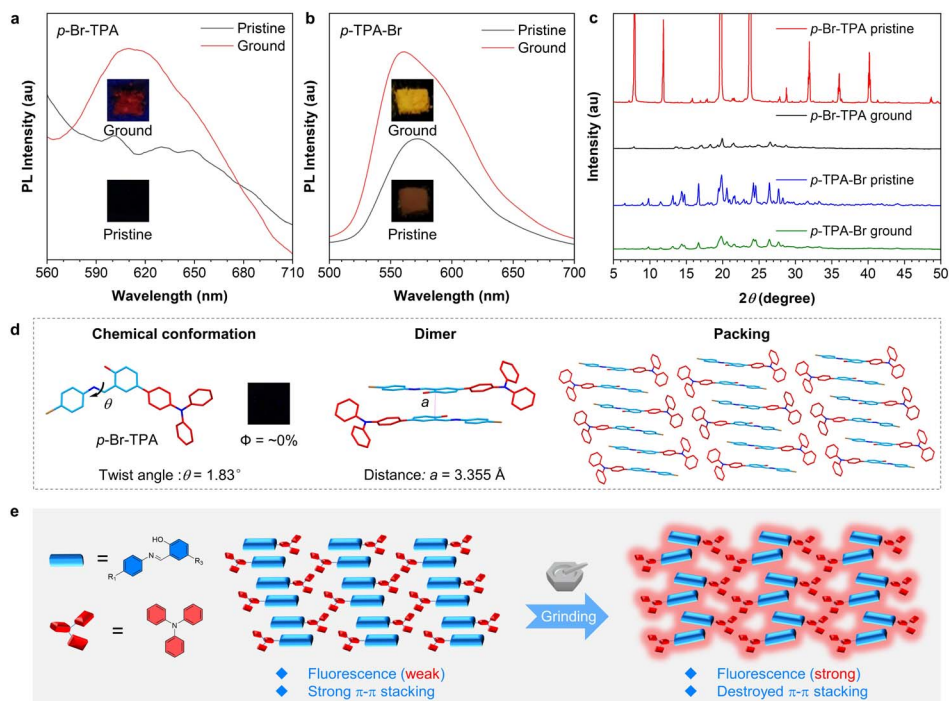 a
p-Br-TPA
Pristine
Ground
Ground
Pristine
PL Intensity (au)
560 590 620 650 680 710
Wavelength (nm)
b
p-TPA-Br
Pristine
Ground
Ground
Pristine
PL Intensity (au)
500 550 600 650 700
Wavelength (nm)
c
p-Br-TPA pristine
p-Br-TPA ground
p-TPA-Br pristine
p-TPA-Br ground
Intensity (au)
5 10 15 20 25 30 35 40 45 50
2θ (degree)
d
Chemical conformation
θ
p-Br-TPA
Φ = ~0%
Twist angle :θ = 1.83°
Dimer
a
Distance: a = 3.355 Å
Packing
e
=
HO
N
R1
R3
=
N
Grinding
◆ Fluorescence (weak)
◆ Strong π-π stacking
◆ Fluorescence (strong)
◆ Destroyed π-π stacking